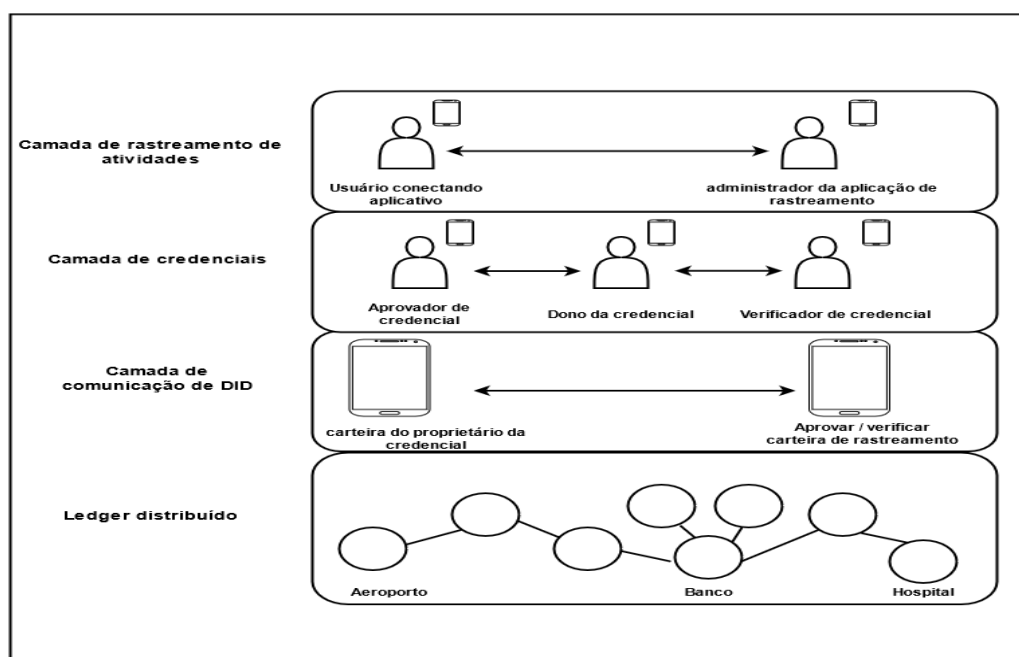 Camada de rastreamento de
atividades
Usuário conectando
aplicativo
administrador da aplicação de
rastreamento
Camada de credenciais
Aprovador de
credencial
Dono da credencial
Verificador de credencial
Camada de
comunicação de DID
carteira do proprietário da
credencial
Aprovar / verificar
carteira de rastreamento
Ledger distribuído
Aeroporto
Banco
Hospital